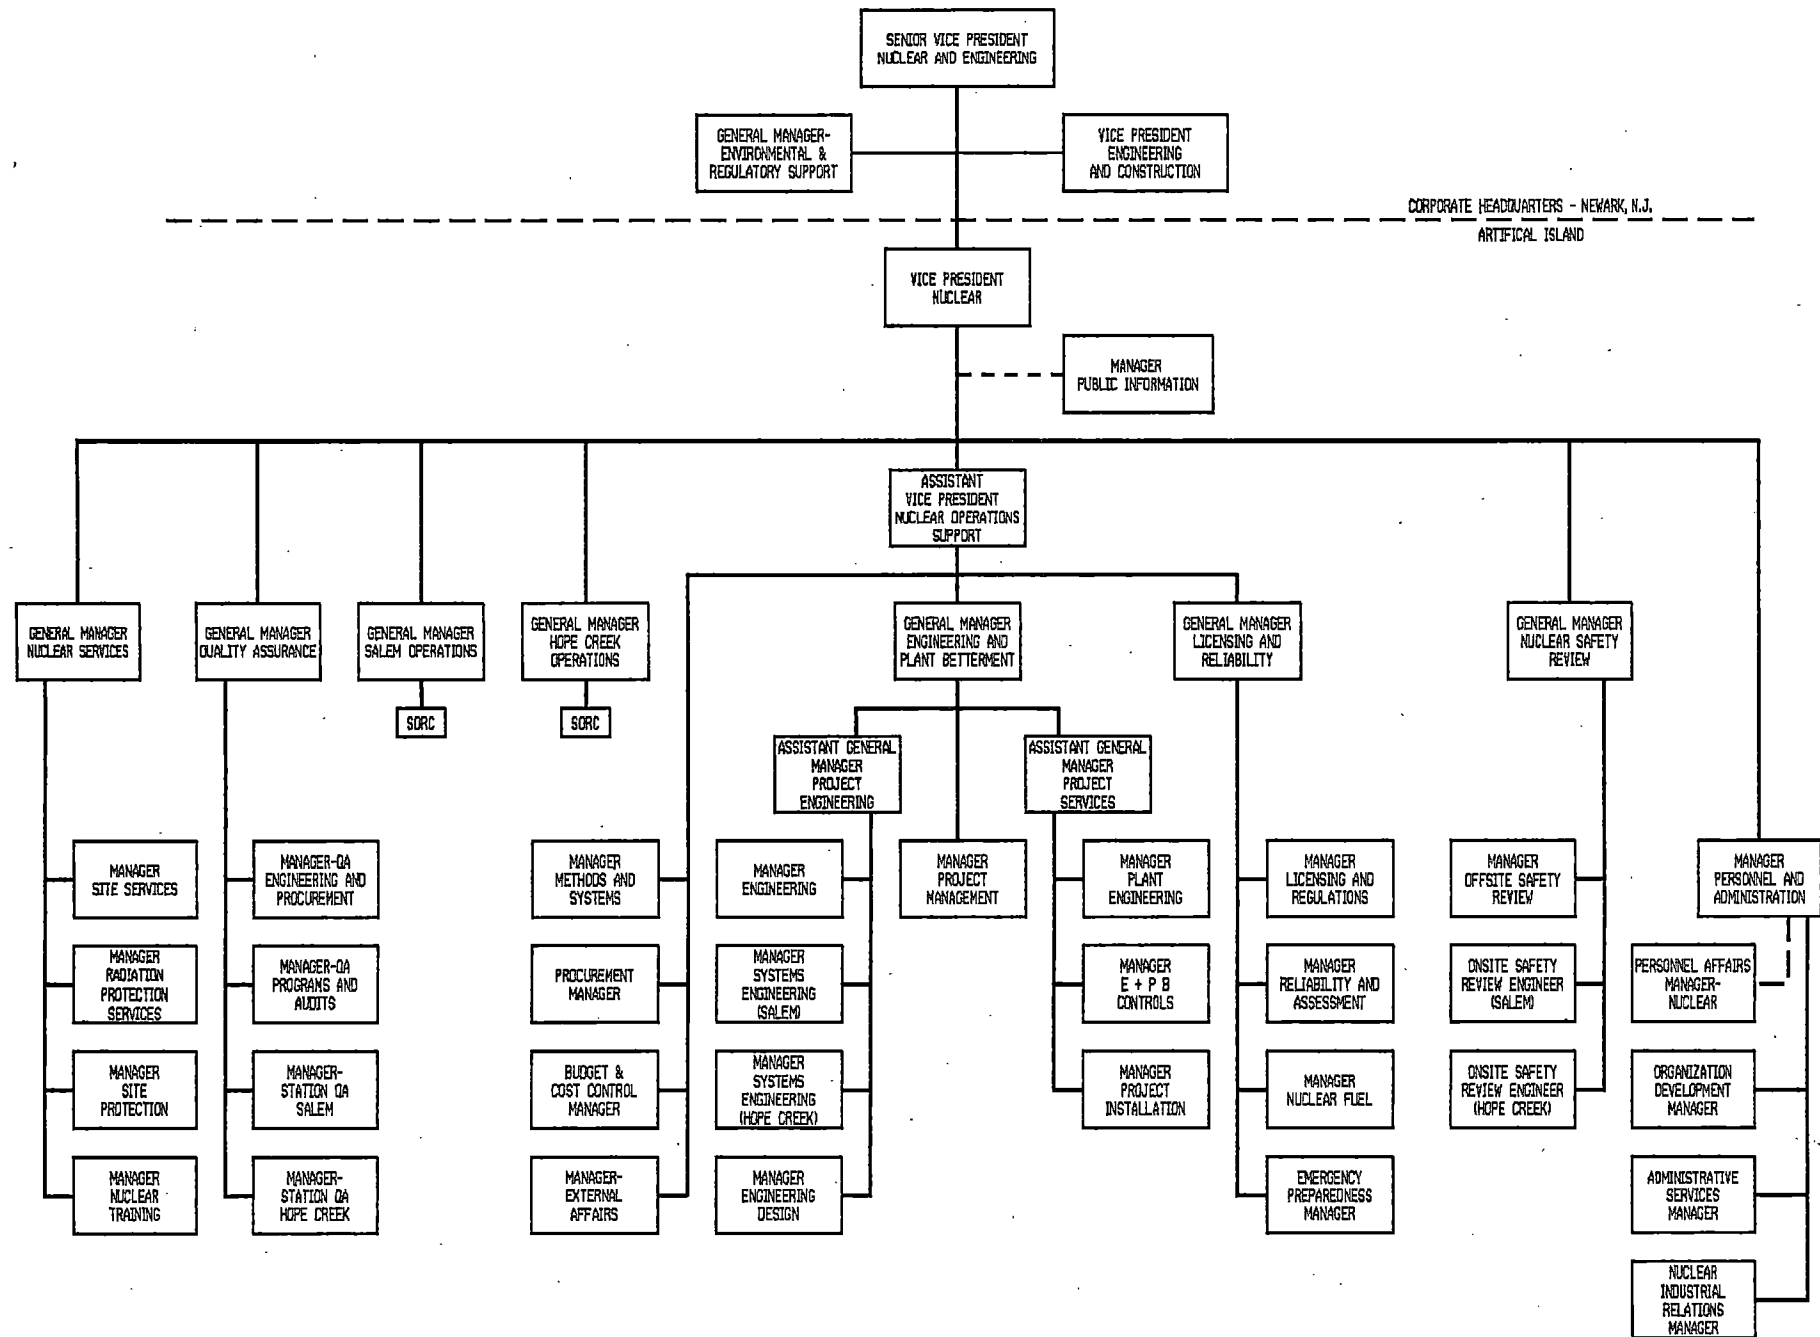 SENIOR VICE PRESIDENT
NUCLEAR AND ENGINEERING
GENERAL MANAGER-
ENVIRONMENTAL &
REGULATORY SUPPORT
VICE PRESIDENT
ENGINEERING
AND CONSTRUCTION
CORPORATE HEADQUARTERS - NEWARK, N.J.
ARTIFICAL ISLAND
VICE PRESIDENT
NUCLEAR
MANAGER
PUBLIC INFORMATION
ASSISTANT
VICE PRESIDENT
NUCLEAR OPERATIONS
SUPPORT
GENERAL MANAGER
NUCLEAR SERVICES
GENERAL MANAGER
QUALITY ASSURANCE
GENERAL MANAGER
SALEM OPERATIONS
GENERAL MANAGER
HOPE CREEK
OPERATIONS
GENERAL MANAGER
ENGINEERING AND
PLANT BETTERMENT
GENERAL MANAGER
LICENSING AND
RELIABILITY
GENERAL MANAGER
NUCLEAR SAFETY
REVIEW
SORC
SORC
ASSISTANT GENERAL
MANAGER
PROJECT
ENGINEERING
ASSISTANT GENERAL
MANAGER
PROJECT
SERVICES
MANAGER
SITE SERVICES
MANAGER-QA
ENGINEERING AND
PROCUREMENT
MANAGER
METHODS AND
SYSTEMS
MANAGER
ENGINEERING
MANAGER
PROJECT
MANAGEMENT
MANAGER
PLANT
ENGINEERING
MANAGER
LICENSING AND
REGULATIONS
MANAGER
OFFSITE SAFETY
REVIEW
MANAGER
PERSONNEL AND
ADMINISTRATION
MANAGER
RADIATION
PROTECTION
SERVICES
MANAGER-QA
PROGRAMS AND
AUDITS
PROCUREMENT
MANAGER
MANAGER
SYSTEMS
ENGINEERING
(SALEM)
MANAGER
E + P B
CONTROLS
MANAGER
RELIABILITY AND
ASSESSMENT
ONSITE SAFETY
REVIEW ENGINEER
(SALEM)
PERSONNEL AFFAIRS
MANAGER-
NUCLEAR
MANAGER
SITE
PROTECTION
MANAGER-
STATION QA
SALEM
BUDGET &
COST CONTROL
MANAGER
MANAGER
SYSTEMS
ENGINEERING
(HOPE CREEK)
MANAGER
PROJECT
INSTALLATION
MANAGER
NUCLEAR FUEL
ONSITE SAFETY
REVIEW ENGINEER
(HOPE CREEK)
ORGANIZATION
DEVELOPMENT
MANAGER
MANAGER
NUCLEAR
TRAINING
MANAGER-
STATION QA
HOPE CREEK
MANAGER-
EXTERNAL
AFFAIRS
MANAGER
ENGINEERING
DESIGN
EMERGENCY
PREPAREDNESS
MANAGER
ADMINISTRATIVE
SERVICES
MANAGER
NUCLEAR
INDUSTRIAL
RELATIONS
MANAGER